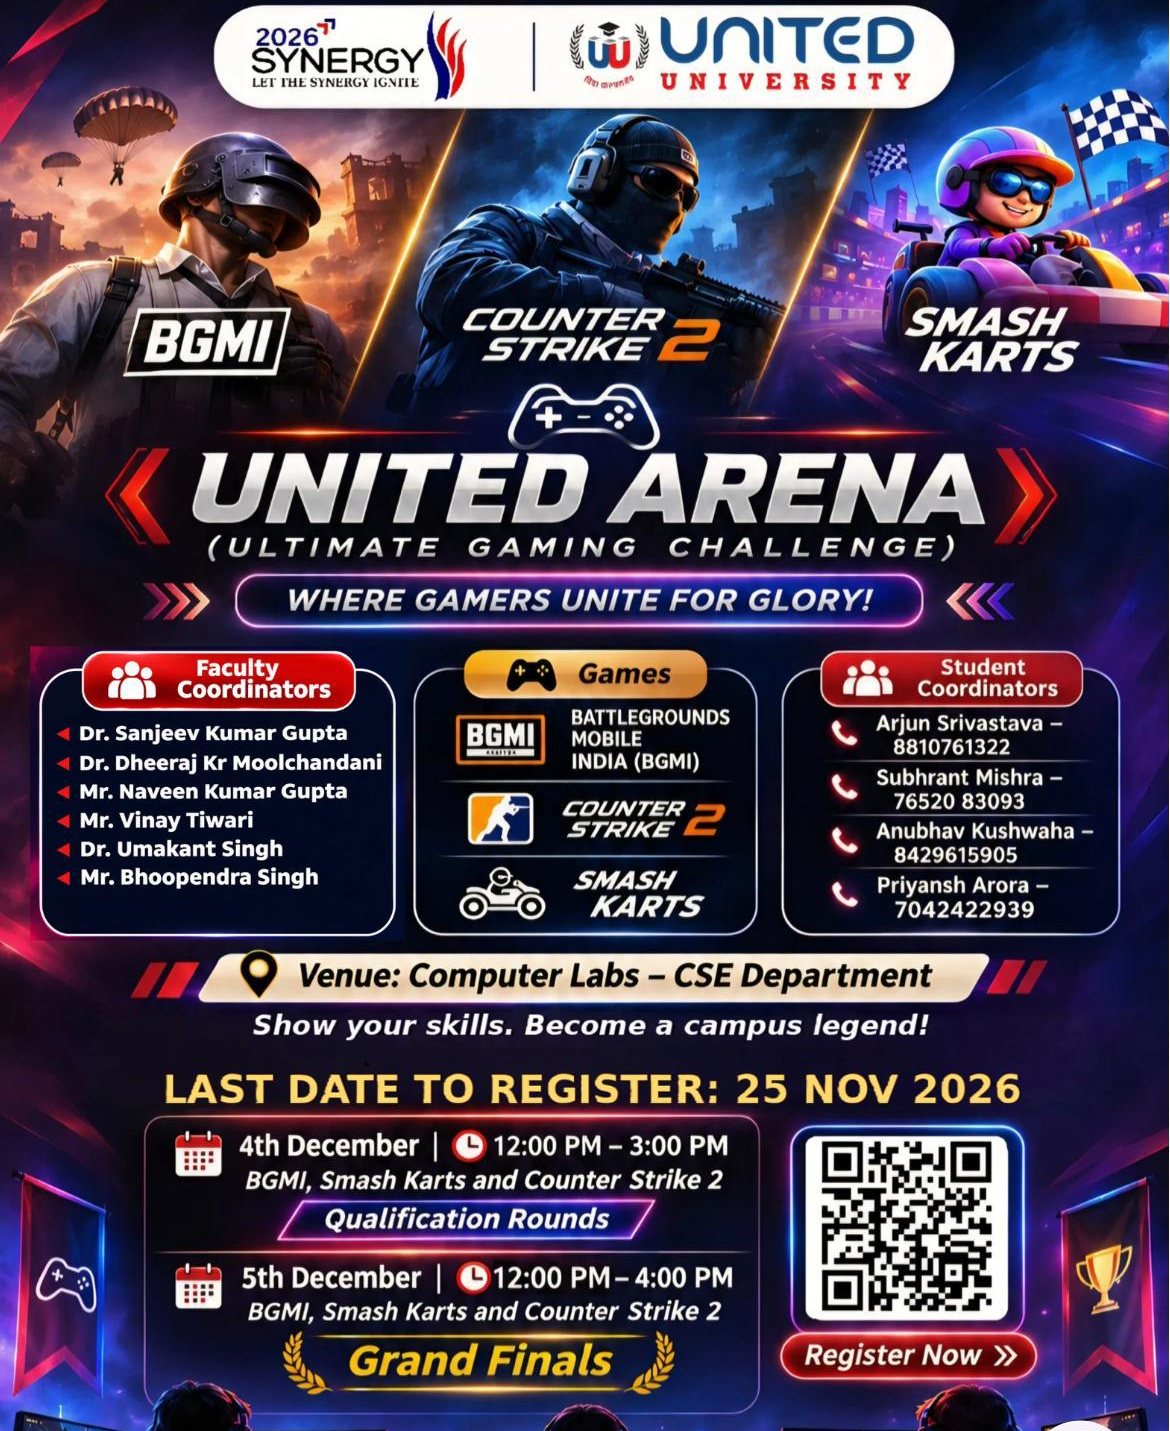 2026
SYNERGY
LET THE SYNERGY IGNITE
UNITED
UNIVERSITY
BGMI
COUNTER
STRIKE 2
SMASH
KARTS
UNITED ARENA
(ULTIMATE GAMING CHALLENGE)
WHERE GAMERS UNITE FOR GLORY!
Faculty
Coordinators
Dr. Sanjeev Kumar Gupta
Dr. Dheeraj Kr Moolchandani
Mr. Naveen Kumar Gupta
Mr. Vinay Tiwari
Dr. Umakant Singh
Mr. Bhoopendra Singh
Games
BGMI
BATTLEGROUNDS
MOBILE
INDIA (BGMI)
COUNTER
STRIKE 2
SMASH
KARTS
Student
Coordinators
Arjun Srivastava –
8810761322
Subhrant Mishra –
76520 83093
Anubhav Kushwaha –
8429615905
Priyansh Arora –
7042422939
Venue: Computer Labs – CSE Department
Show your skills. Become a campus legend!
LAST DATE TO REGISTER: 25 NOV 2026
4th December | 12:00 PM – 3:00 PM
BGMI, Smash Karts and Counter Strike 2
Qualification Rounds
5th December | 12:00 PM – 4:00 PM
BGMI, Smash Karts and Counter Strike 2
Grand Finals
Register Now »